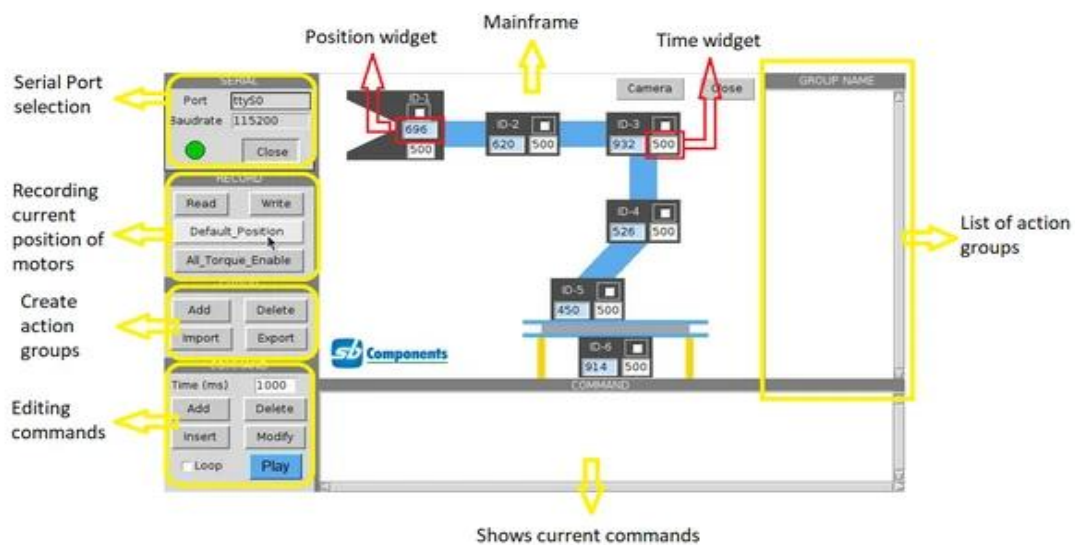 Mainframe
Position widget
Time widget
Serial Port
selection
SERIAL
Port ttyS0
Baudrate 115200
Close
Camera
Close
GROUP NAME
ID-1
696
500
ID-2
620 500
ID-3
932 500
Recording
current
position of
motors
RECORD
Read Write
Default_Position
All_Torque_Enable
ID-4
526 500
List of action
groups
Create
action
groups
Add Delete
Import Export
ID-5
450 500
sb Components
ID-6
914 500
COMMAND
COMMAND
Editing
commands
Time (ms) 1000
Add Delete
Insert Modify
Loop Play
Shows current commands